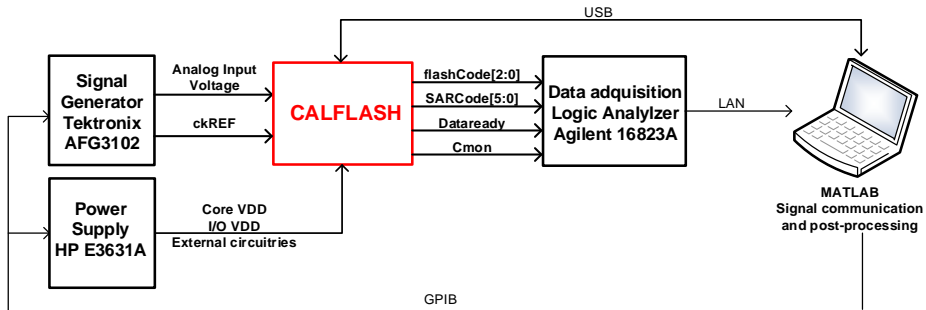 USB
Signal
Generator
Tektronix
AFG3102
Analog Input
Voltage
ckREF
CALFLASH
flashCode[2:0]
SARCode[5:0]
Dataready
Cmon
Data adquisition
Logic Analylzer
Agilent 16823A
LAN
MATLAB
Signal communication
and post-processing
Power
Supply
HP E3631A
Core VDD
I/O VDD
External circuitries
GPIB